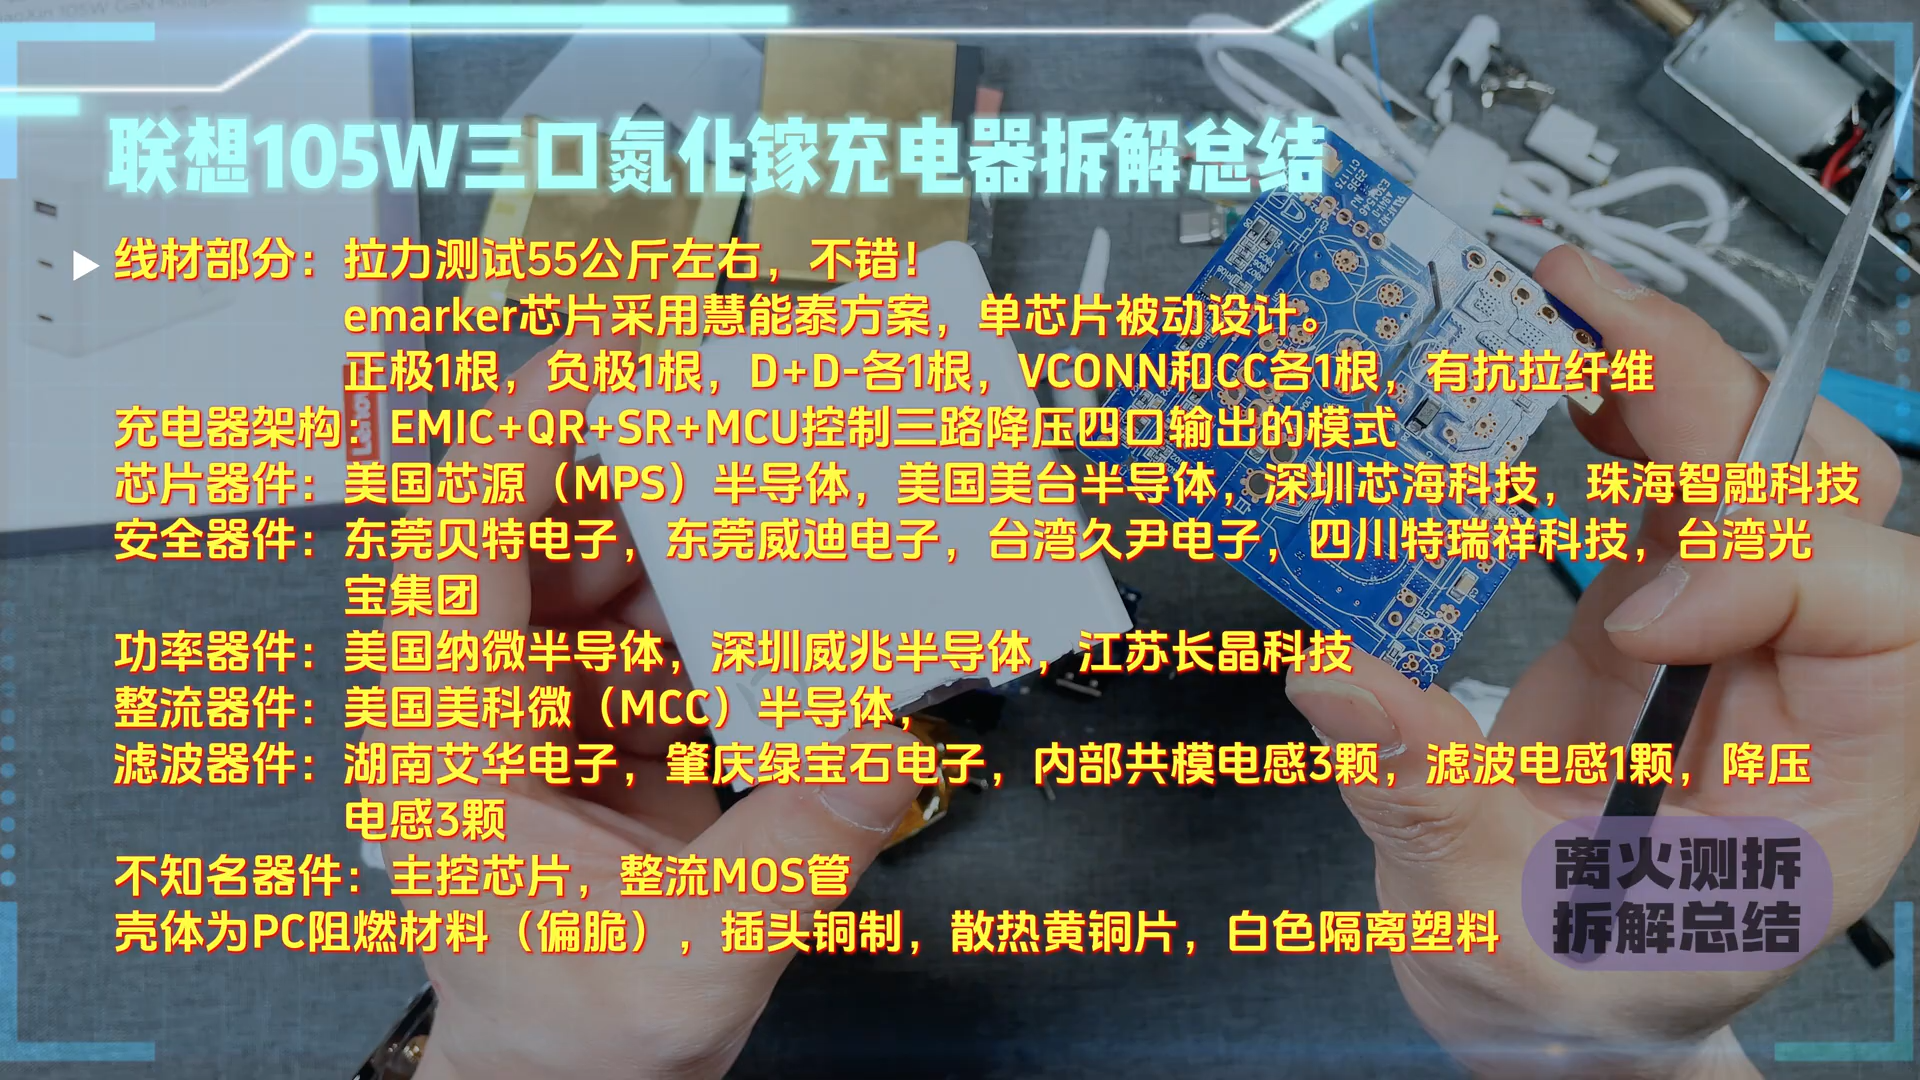 联想105W三口氮化镓充电器拆解总结
线材部分：拉力测试55公斤左右，不错！
emarker芯片采用慧能泰方案，单芯片被动设计。
正极1根，负极1根，D+D-各1根，VCONN和CC各1根，有抗拉纤维
充电器架构：EMIC+QR+SR+MCU控制三路降压四口输出的模式
芯片器件：美国芯源（MPS）半导体，美国美台半导体，深圳芯海科技，珠海智融科技
安全器件：东莞贝特电子，东莞威迪电子，台湾久尹电子，四川特瑞祥科技，台湾光
宝集团
功率器件：美国纳微半导体，深圳威兆半导体，江苏长晶科技
整流器件：美国美科微（MCC）半导体，
滤波器件：湖南艾华电子，肇庆绿宝石电子，内部共模电感3颗，滤波电感1颗，降压
电感3颗
不知名器件：主控芯片，整流MOS管
壳体为PC阻燃材料（偏脆），插头铜制，散热黄铜片，白色隔离塑料
离火测拆
拆解总结
Lenovo